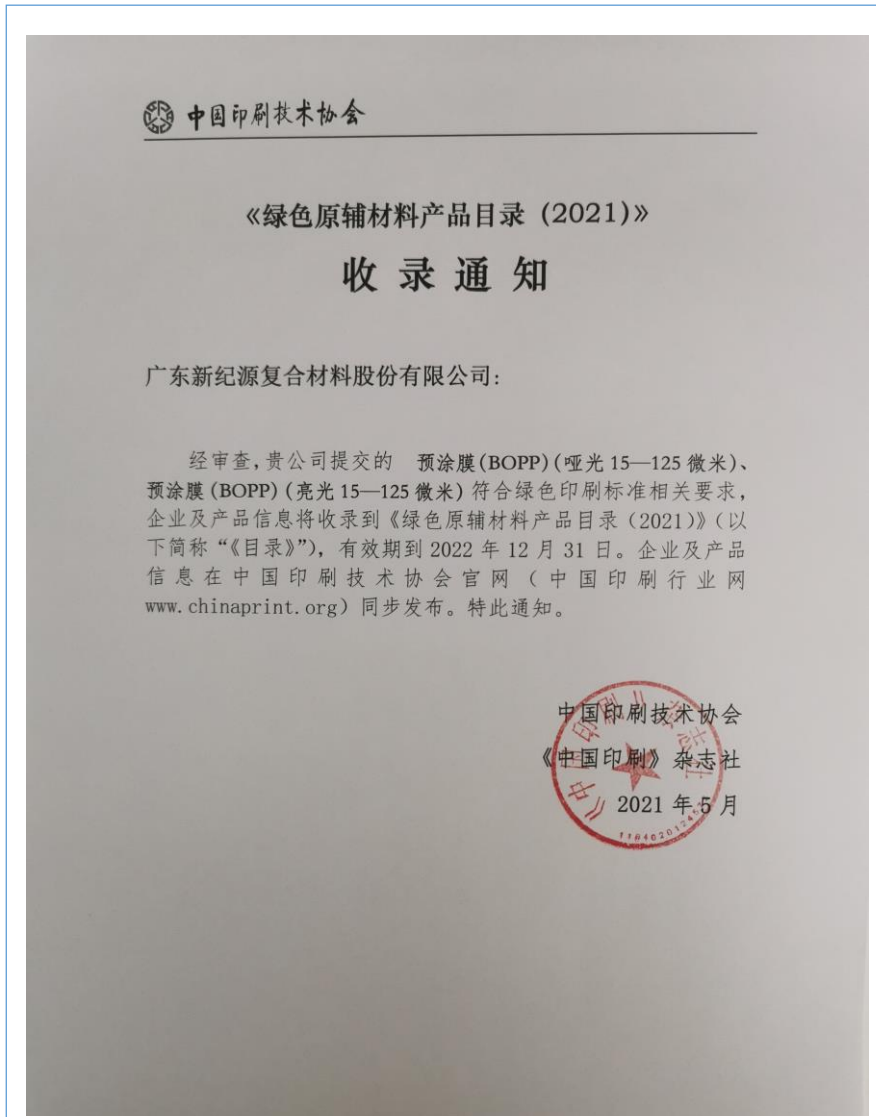 中国印刷技术协会
《绿色原辅材料产品目录（2021）》
收录通知
广东新纪源复合材料股份有限公司：
经审查，贵公司提交的 预涂膜（BOPP）（哑光 15—125 微米）、
预涂膜（BOPP）（亮光 15—125 微米）符合绿色印刷标准相关要求，
企业及产品信息将收录到《绿色原辅材料产品目录（2021）》（以
下简称“《目录》”），有效期到 2022 年 12 月 31 日。企业及产品
信息在中国印刷技术协会官网（中国印刷行业网
www.chinaprint.org）同步发布。特此通知。
中国印刷技术协会
《中国印刷》杂志社
2021 年 5 月
《中国印刷》杂志社